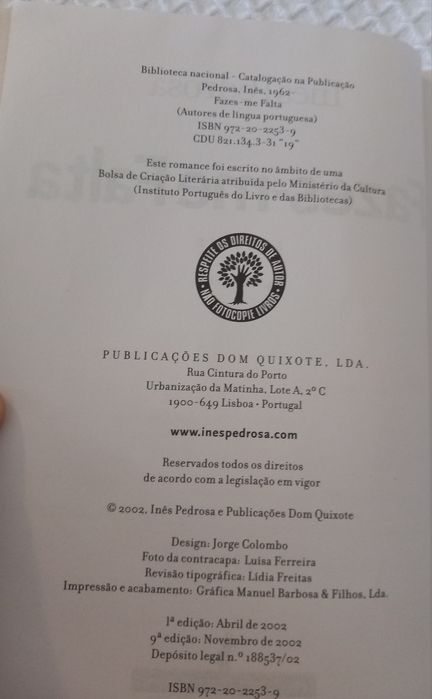 Biblioteca nacional - Catalogação na Publicação
Pedrosa, Inês, 1962-
Fazes-me Falta
(Autores de língua portuguesa)
ISBN 972-20-2253-9
CDU 821.134.3-31 "19"
Este romance foi escrito no âmbito de uma
Bolsa de Criação Literária atribuída pelo Ministério da Cultura
(Instituto Português do Livro e das Bibliotecas)
RESPEITE OS DIREITOS DE AUTOR
NÃO FOTOCOPIE LIVROS
PUBLICAÇÕES DOM QUIXOTE, LDA.
Rua Cintura do Porto
Urbanização da Matinha, Lote A, 2º C
1900-649 Lisboa • Portugal
www.inespedrosa.com
Reservados todos os direitos
de acordo com a legislação em vigor
© 2002, Inês Pedrosa e Publicações Dom Quixote
Design: Jorge Colombo
Foto da contracapa: Luísa Ferreira
Revisão tipográfica: Lídia Freitas
Impressão e acabamento: Gráfica Manuel Barbosa & Filhos, Lda.
1ª edição: Abril de 2002
9ª edição: Novembro de 2002
Depósito legal n.º 188537/02
ISBN 972-20-2253-9